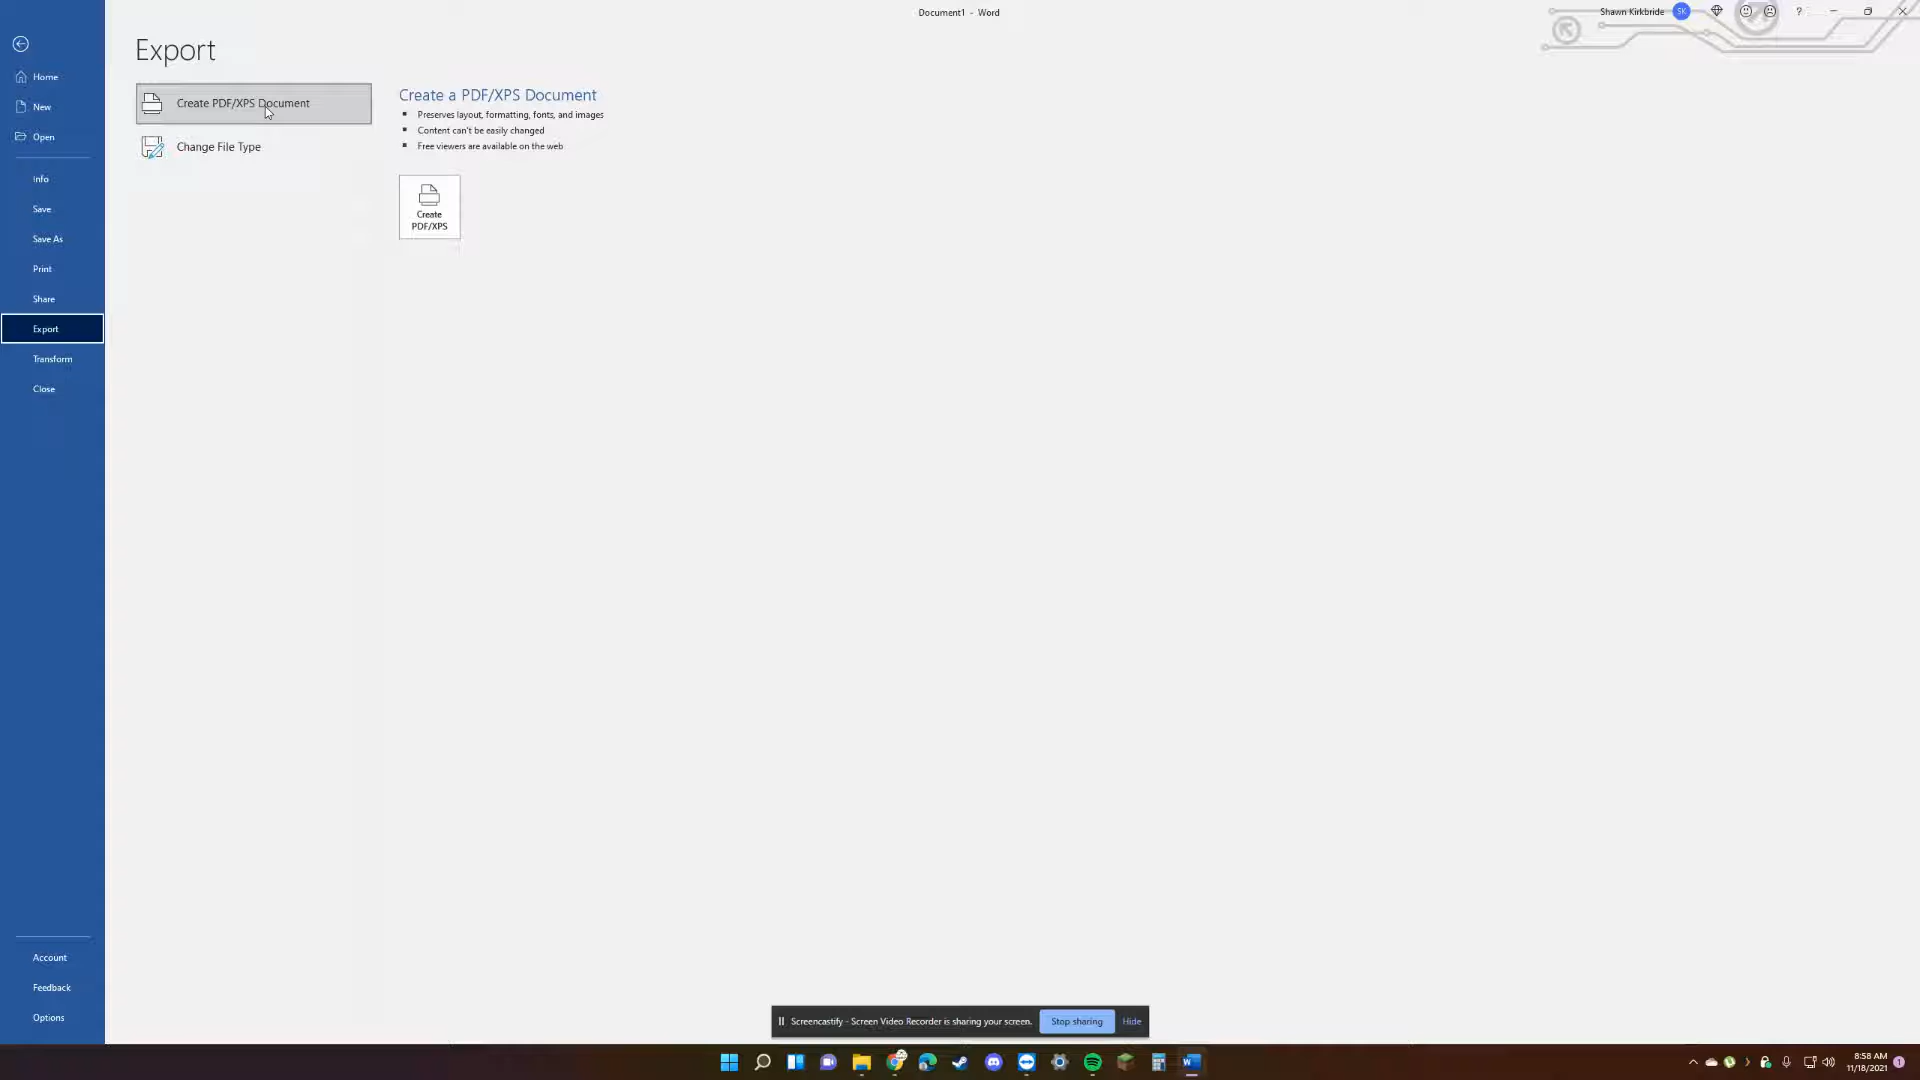 Document1 - Word
Shawn Kirkbride
SK
?
Export
Home
New
Open
Info
Save
Save As
Print
Share
Export
Transform
Close
Account
Feedback
Options
Create PDF/XPS Document
Change File Type
Create a PDF/XPS Document
Preserves layout, formatting, fonts, and images
Content can't be easily changed
Free viewers are available on the web
Create
PDF/XPS
Screencastify - Screen Video Recorder is sharing your screen.
Stop sharing
Hide
W
8:58 AM
11/18/2021
1